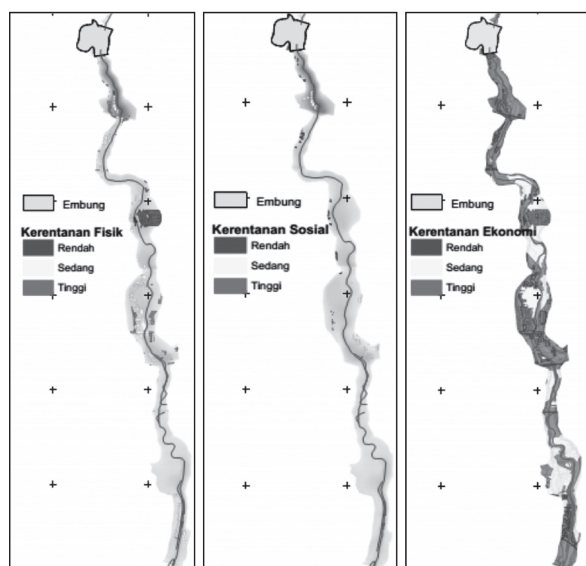 Embung
Kerentanan Fisik
Rendah
Sedang
Tinggi
Embung
Kerentanan Sosial
Rendah
Sedang
Tinggi
Embung
Kerentanan Ekonomi
Rendah
Sedang
Tinggi